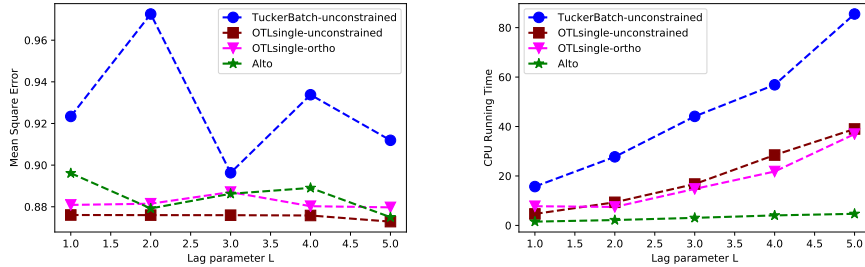 TuckerBatch-unconstrained
OTLsingle-unconstrained
OTLsingle-ortho
Alto
Mean Square Error
0.96
0.94
0.92
0.90
0.88
1.0 1.5 2.0 2.5 3.0 3.5 4.0 4.5 5.0
Lag parameter L
TuckerBatch-unconstrained
OTLsingle-unconstrained
OTLsingle-ortho
Alto
CPU Running Time
80
60
40
20
0
1.0 1.5 2.0 2.5 3.0 3.5 4.0 4.5 5.0
Lag parameter L